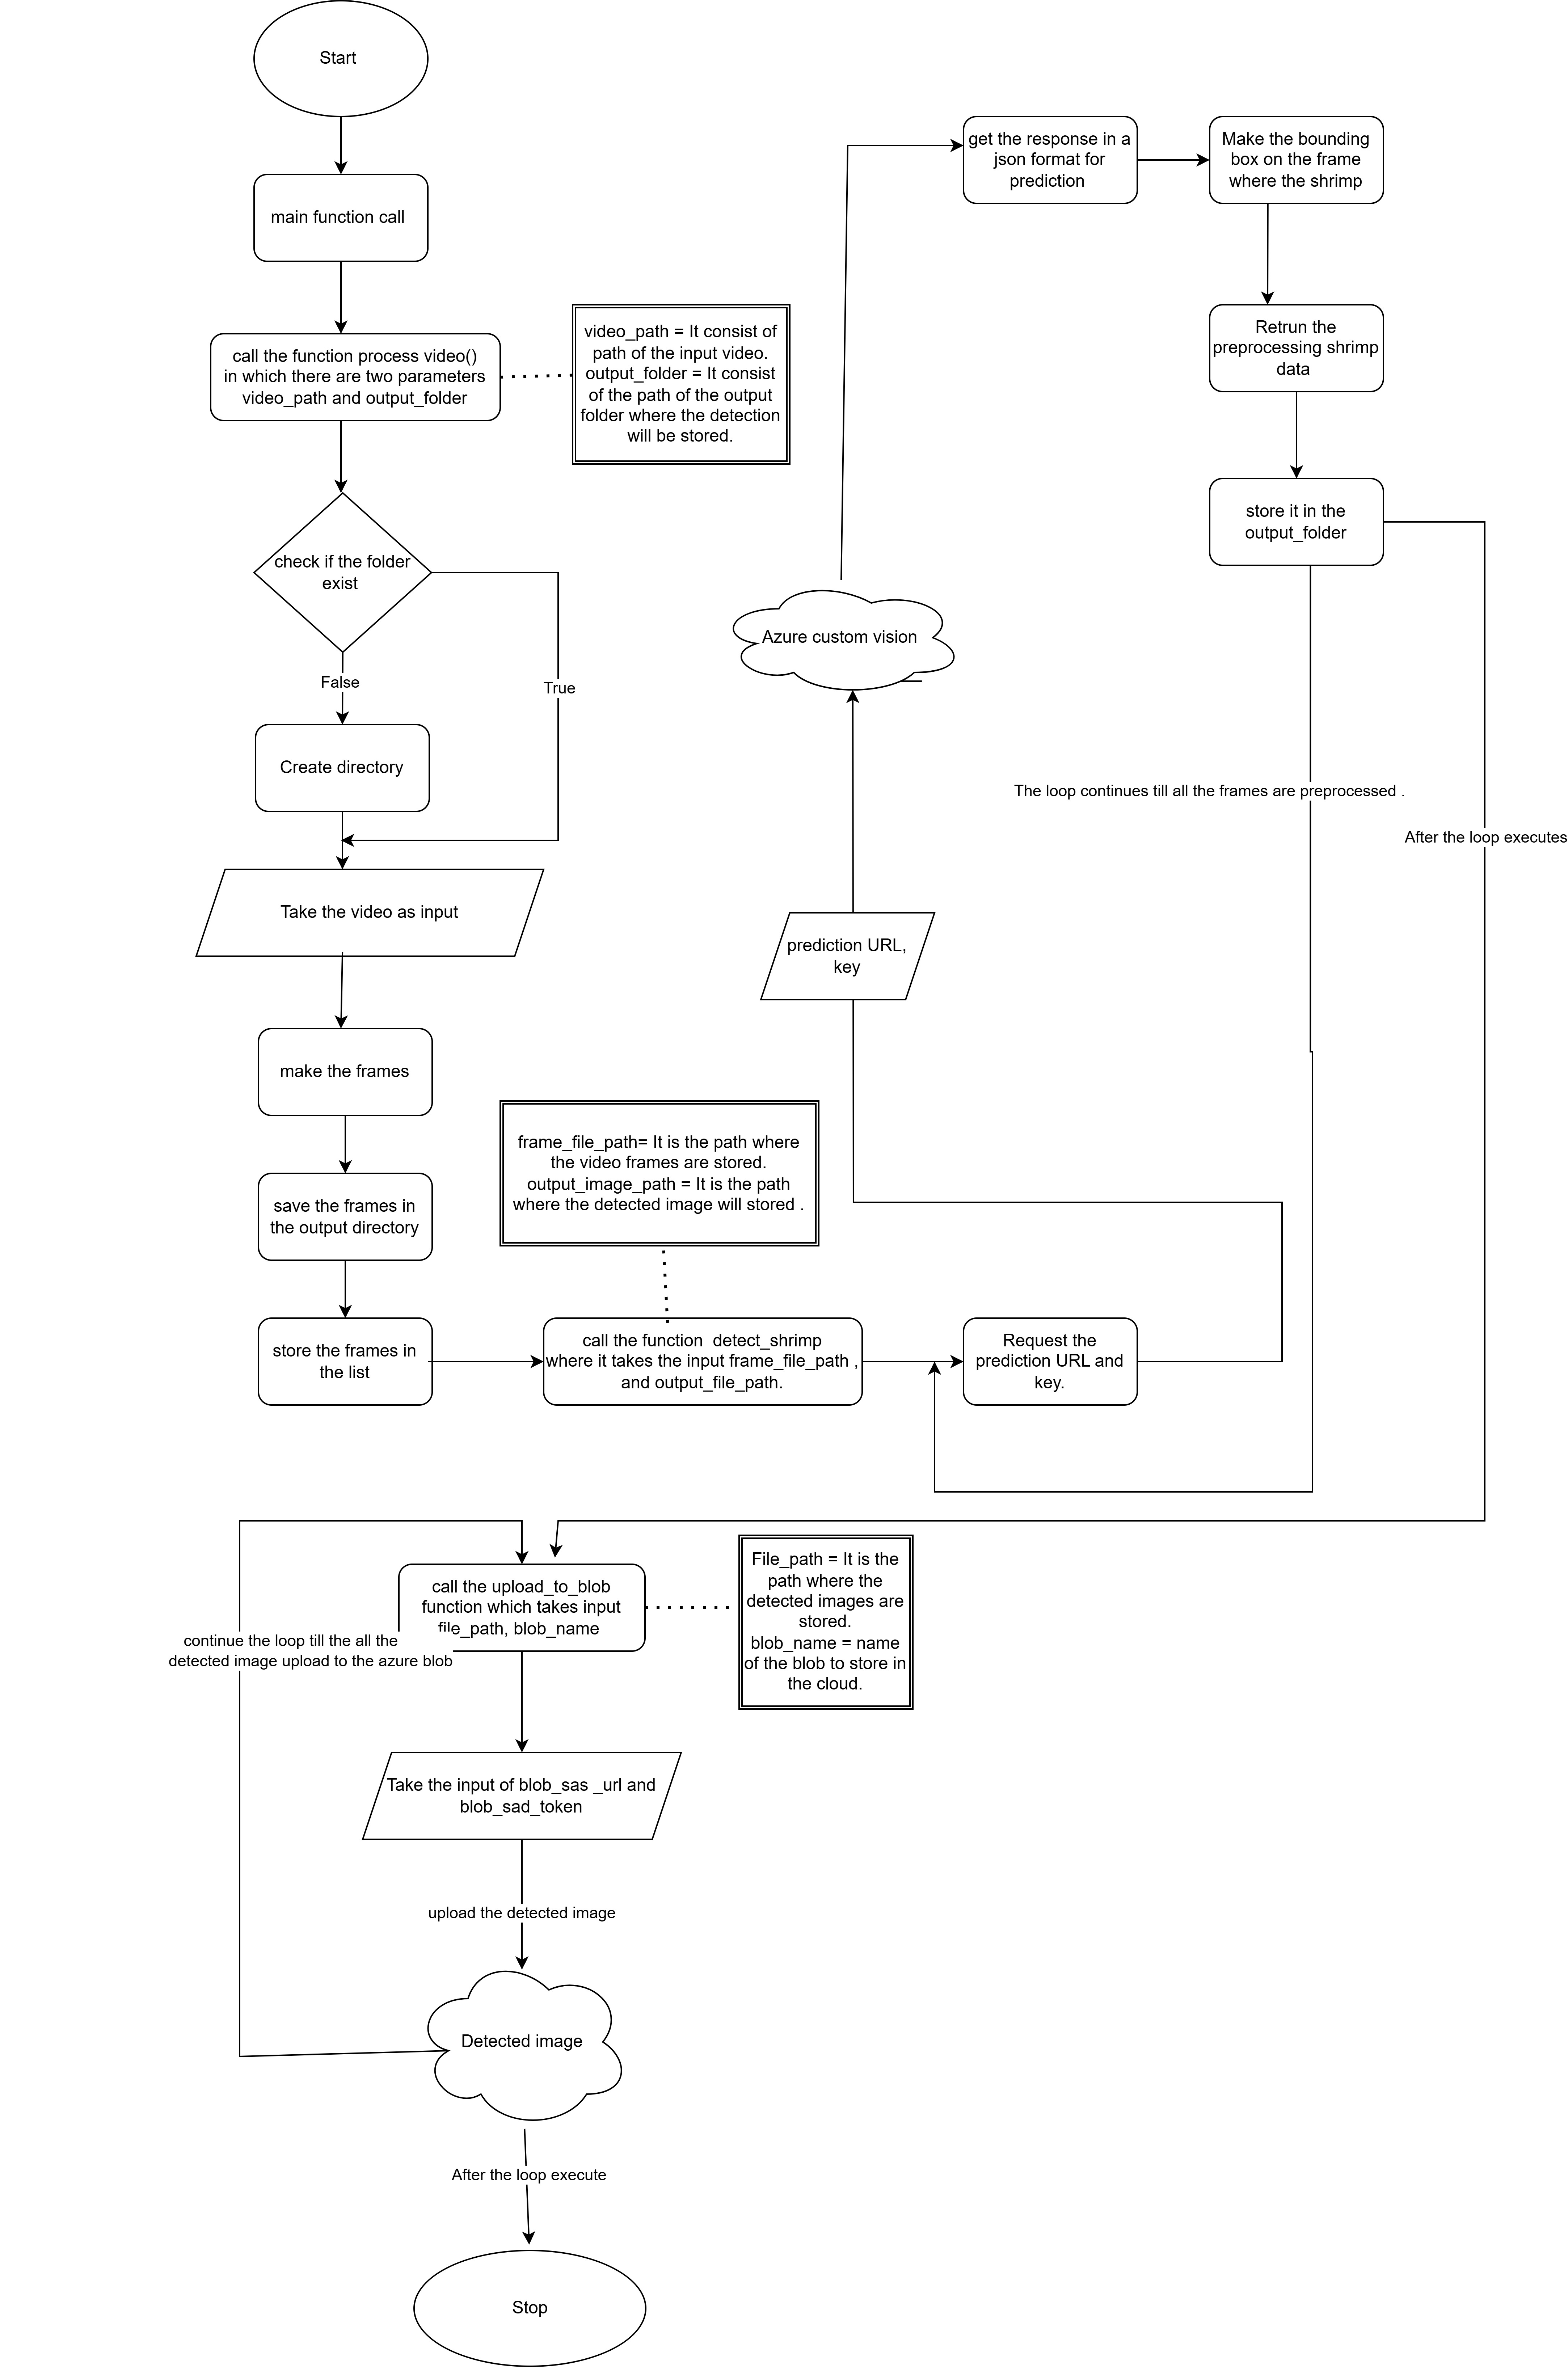 Start
main function call
call the function process video()
in which there are two parameters
video_path and output_folder
video_path = It consist of
path of the input video.
output_folder = It consist
of the path of the output
folder where the detection
will be stored.
check if the folder
exist
False
True
Create directory
Take the video as input
make the frames
save the frames in
the output directory
store the frames in
the list
frame_file_path= It is the path where
the video frames are stored.
output_image_path = It is the path
where the detected image will stored .
call the function  detect_shrimp
where it takes the input frame_file_path ,
and output_file_path.
Request the
prediction URL and
key.
prediction URL,
key
Azure custom vision
get the response in a
json format for
prediction
Make the bounding
box on the frame
where the shrimp
Retrun the
preprocessing shrimp
data
store it in the
output_folder
The loop continues till all the frames are preprocessed .
After the loop executes
call the upload_to_blob
function which takes input
file_path, blob_name
File_path = It is the
path where the
detected images are
stored.
blob_name = name
of the blob to store in
the cloud.
continue the loop till the all the
detected image upload to the azure blob
Take the input of blob_sas _url and
blob_sad_token
upload the detected image
Detected image
After the loop execute
Stop